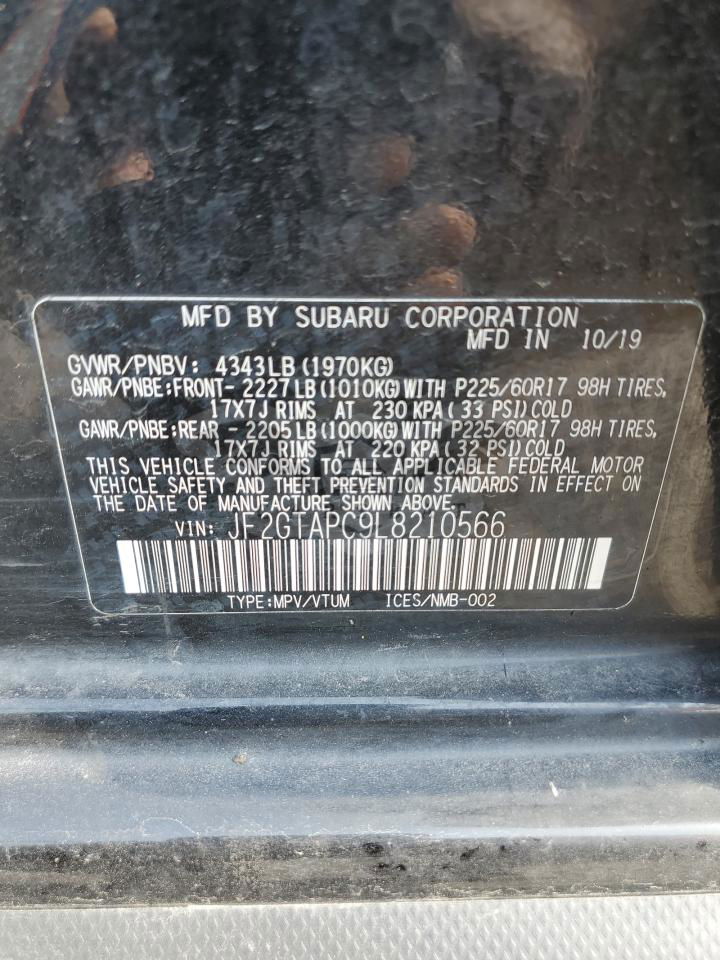 MFD BY SUBARU CORPORATION
MFD IN 10/19
GVWR/PNBV: 4343LB(1970KG)
GAWR/PNBE:FRONT- 2227LB(1010KG)WITH P225/60R17 98H TIRES,
17X7J RIMS AT 230 KPA( 33 PSI)COLD
GAWR/PNBE:REAR - 2205LB(1000KG)WITH P225/60R17 98H TIRES,
17X7J RIMS AT 220 KPA( 32 PSI)COLD
THIS VEHICLE CONFORMS TO ALL APPLICABLE FEDERAL MOTOR
VEHICLE SAFETY AND THEFT PREVENTION STANDARDS IN EFFECT ON
THE DATE OF MANUFACTURE SHOWN ABOVE.
VIN: JF2GTAPC9L8210566
TYPE:MPV/VTUM ICES/NMB-002